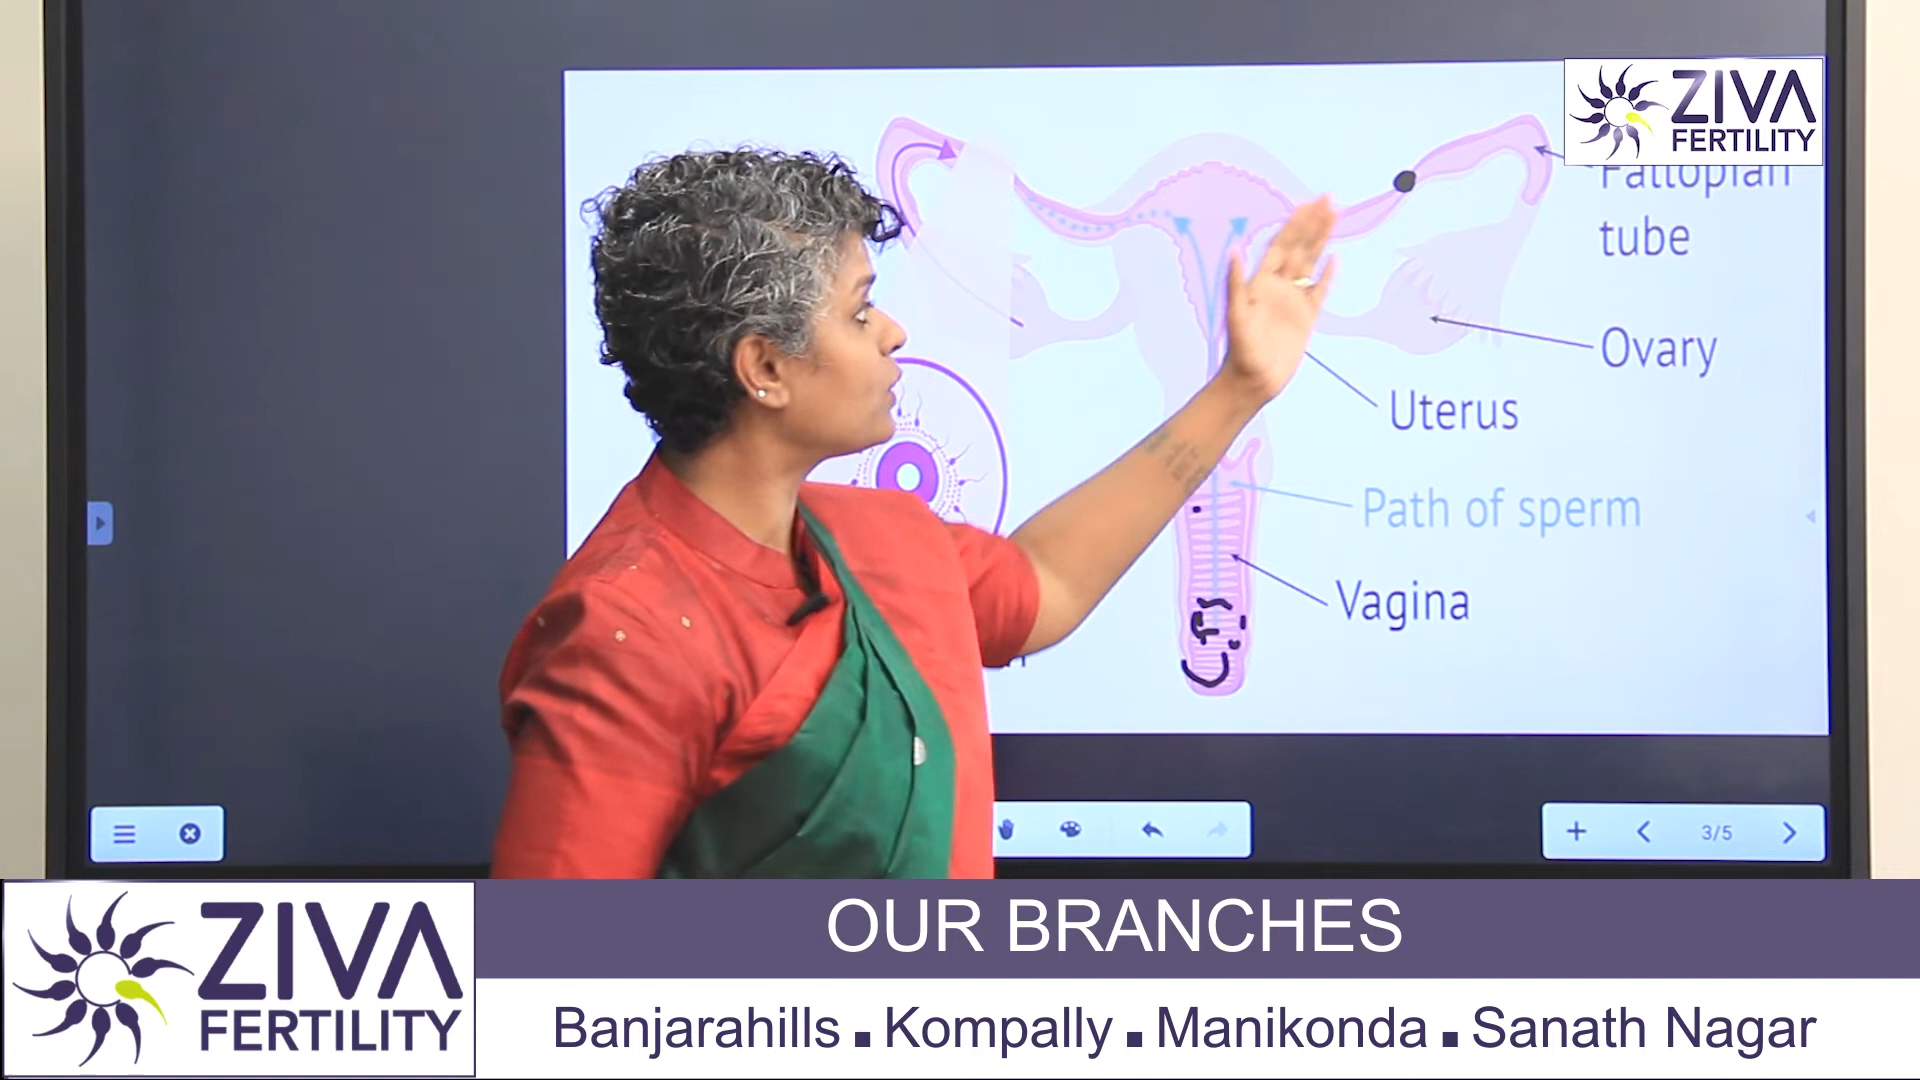 ZIVA
FERTILITY
Fallopian
tube
Ovary
Uterus
Path of sperm
Vagina
3/5
ZIVA
FERTILITY
OUR BRANCHES
Banjarahills ▪ Kompally ▪ Manikonda ▪ Sanath Nagar